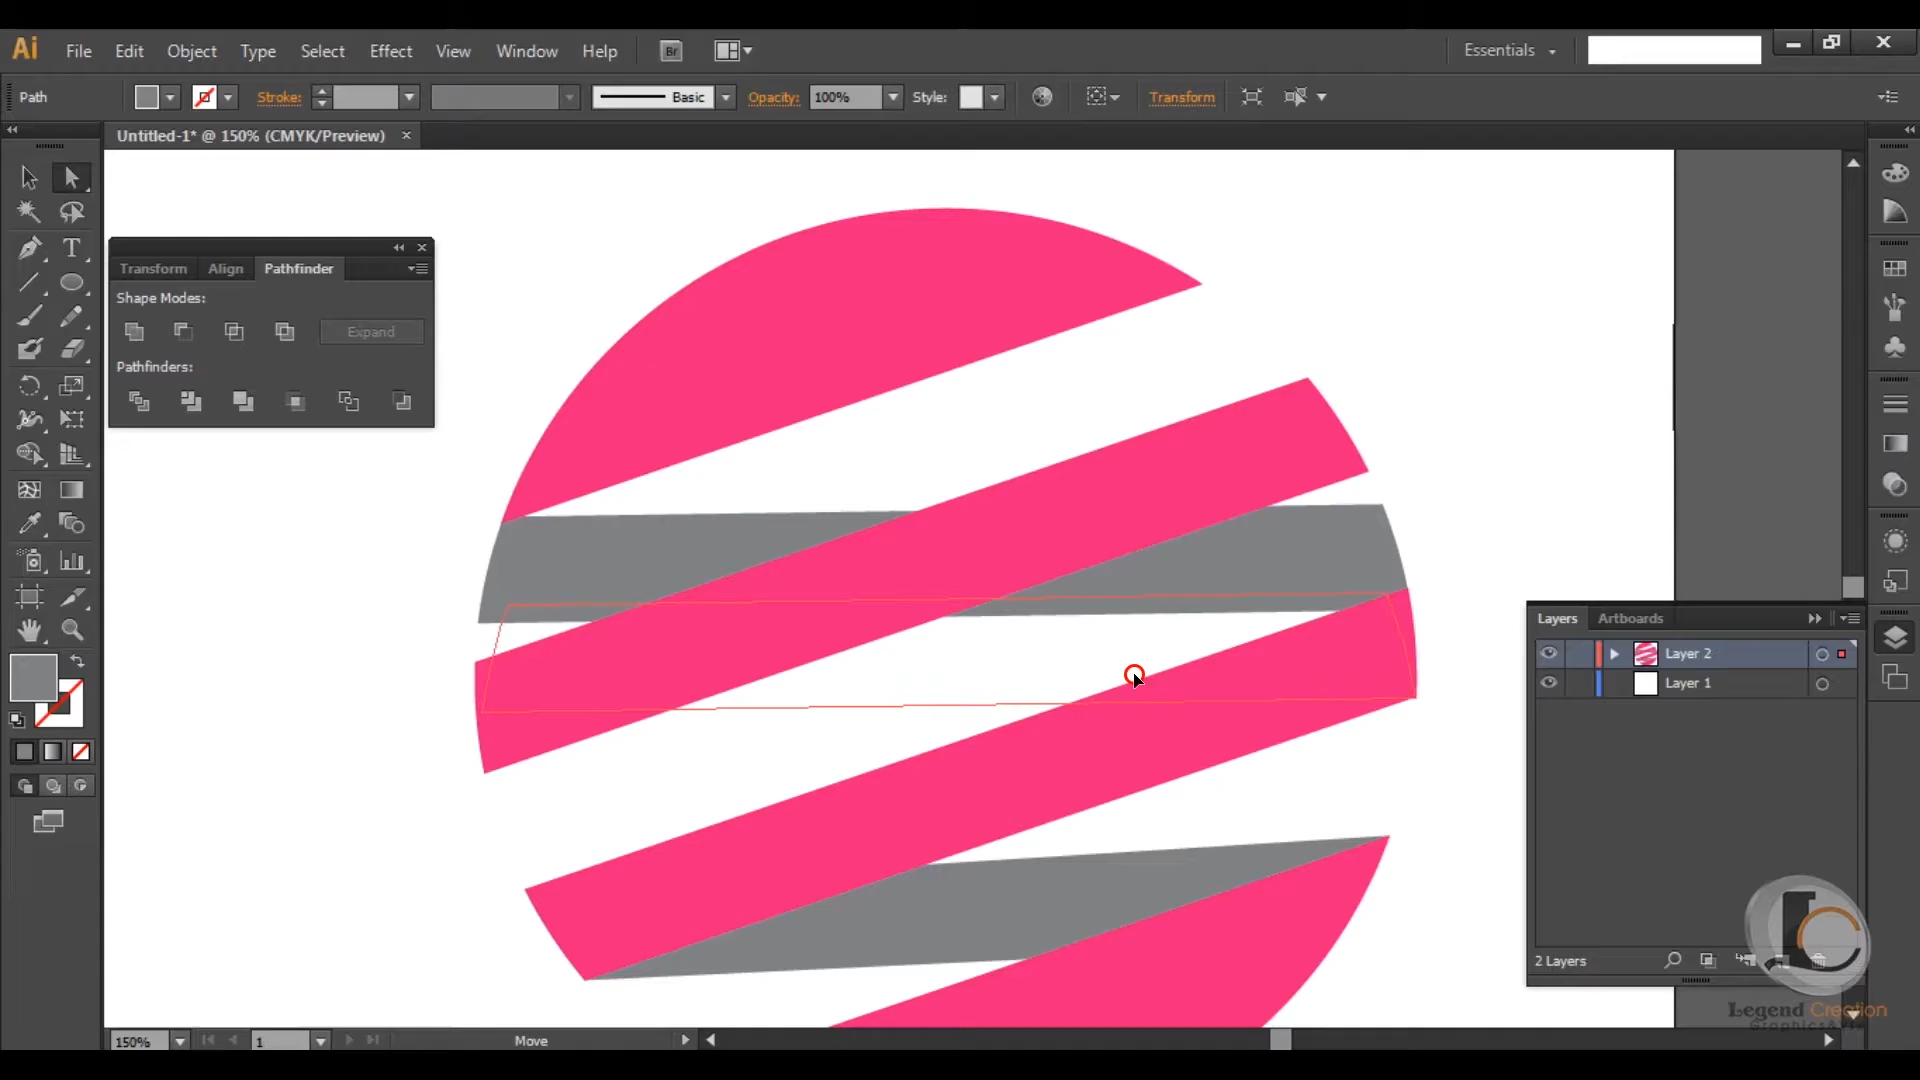 Ai File Edit Object Type Select Effect View Window Help Br Essentials
Path Stroke: Basic Opacity: 100% Style: Transform
Untitled-1* @ 150% (CMYK/Preview)
Transform Align Pathfinder
Shape Modes:
Expand
Pathfinders:
T
Layers Artboards
Layer 2
Layer 1
2 Layers
Legend Creation
150% 1 Move